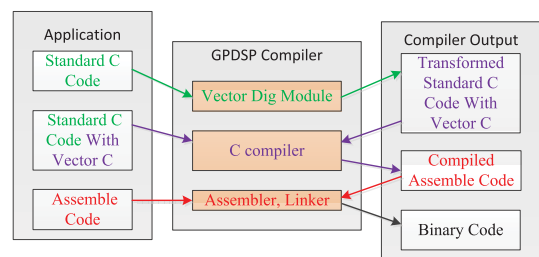 Application
Standard C
Code
Standard C
Code With
Vector C
Assemble
Code
GPDSP Compiler
Vector Dig Module
C compiler
Assembler, Linker
Compiler Output
Transformed
Standard C
Code With
Vector C
Compiled
Assemble Code
Binary Code